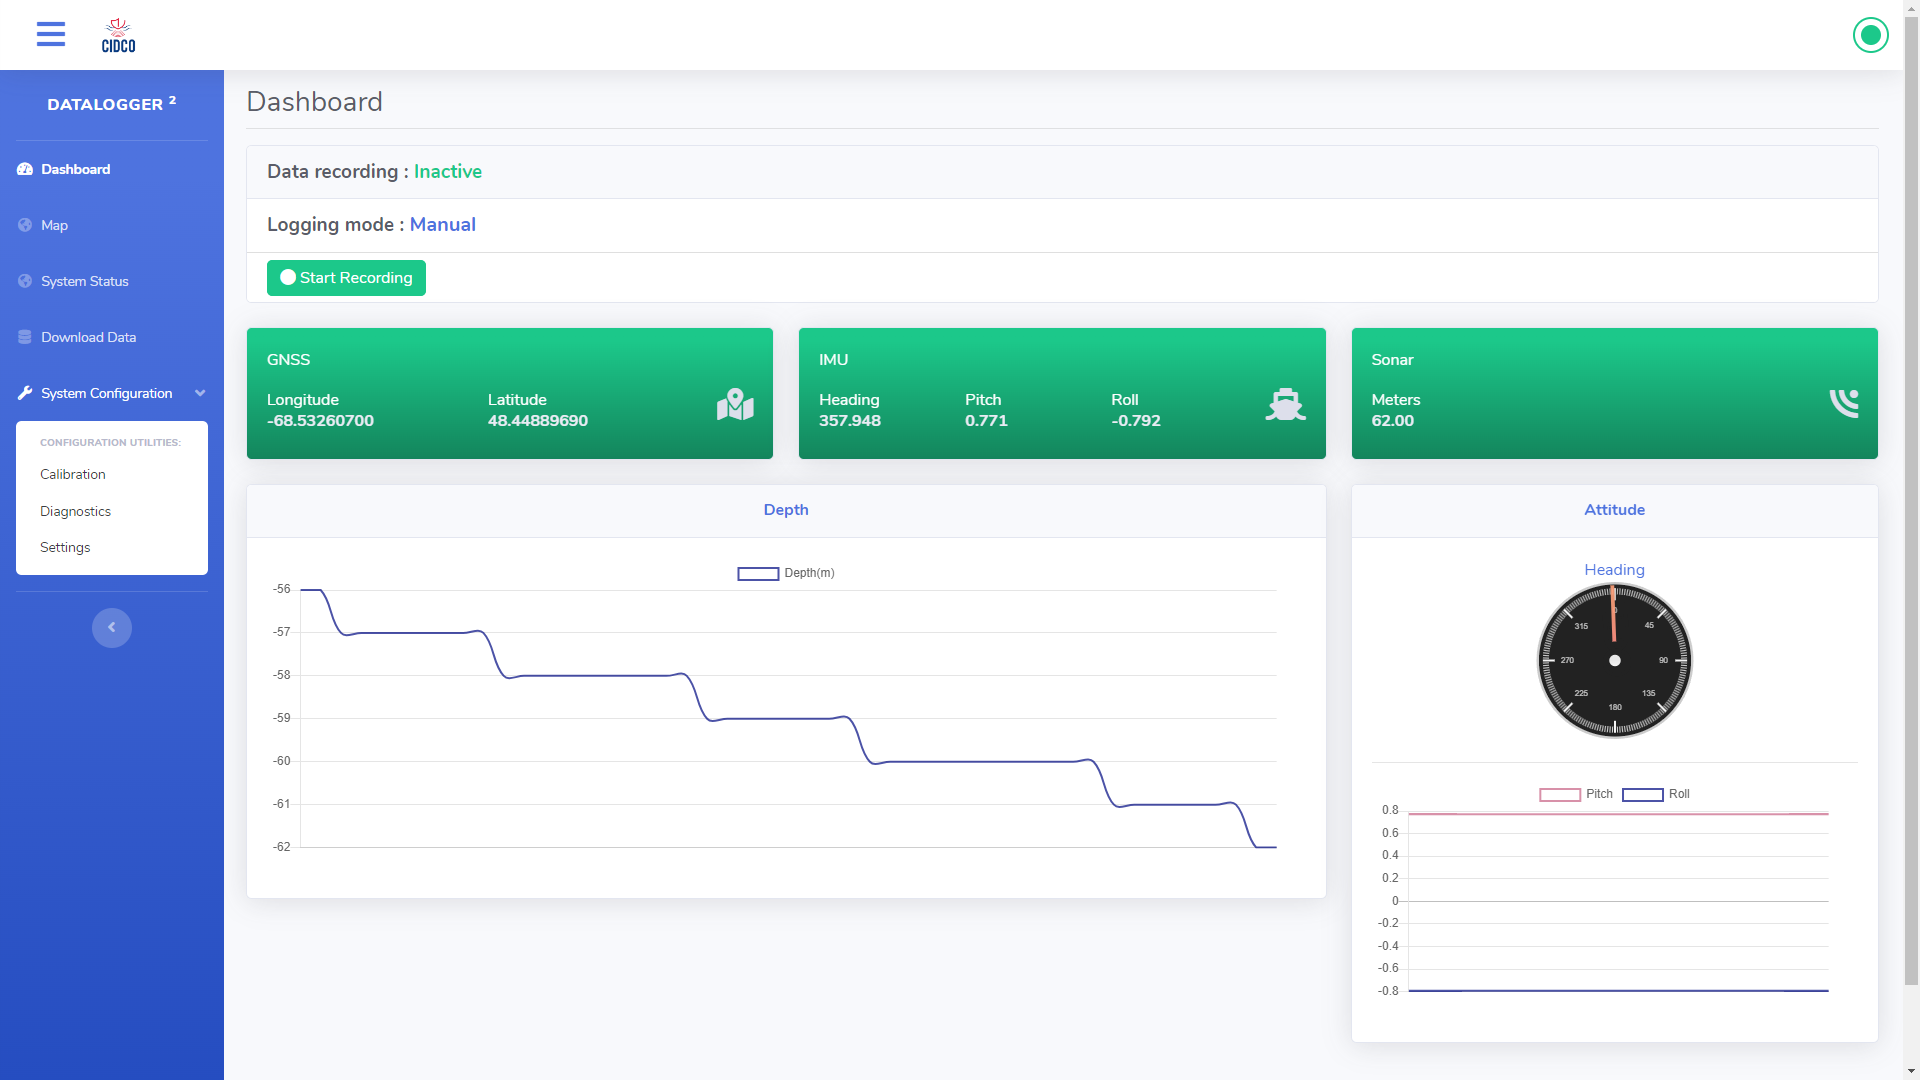 CIDCO
DATALOGGER 2
Dashboard
Map
System Status
Download Data
System Configuration
CONFIGURATION UTILITIES:
Calibration
Diagnostics
Settings
Dashboard
Data recording : Inactive
Logging mode : Manual
Start Recording
GNSS
Longitude Latitude
-68.53260700 48.44889690
IMU
Heading Pitch Roll
357.948 0.771 -0.792
Sonar
Meters
62.00
Depth
Depth(m)
-56
-57
-58
-59
-60
-61
-62
Attitude
Heading
0
315 45
270 90
225 135
180
Pitch Roll
0.8
0.6
0.4
0.2
0
-0.2
-0.4
-0.6
-0.8